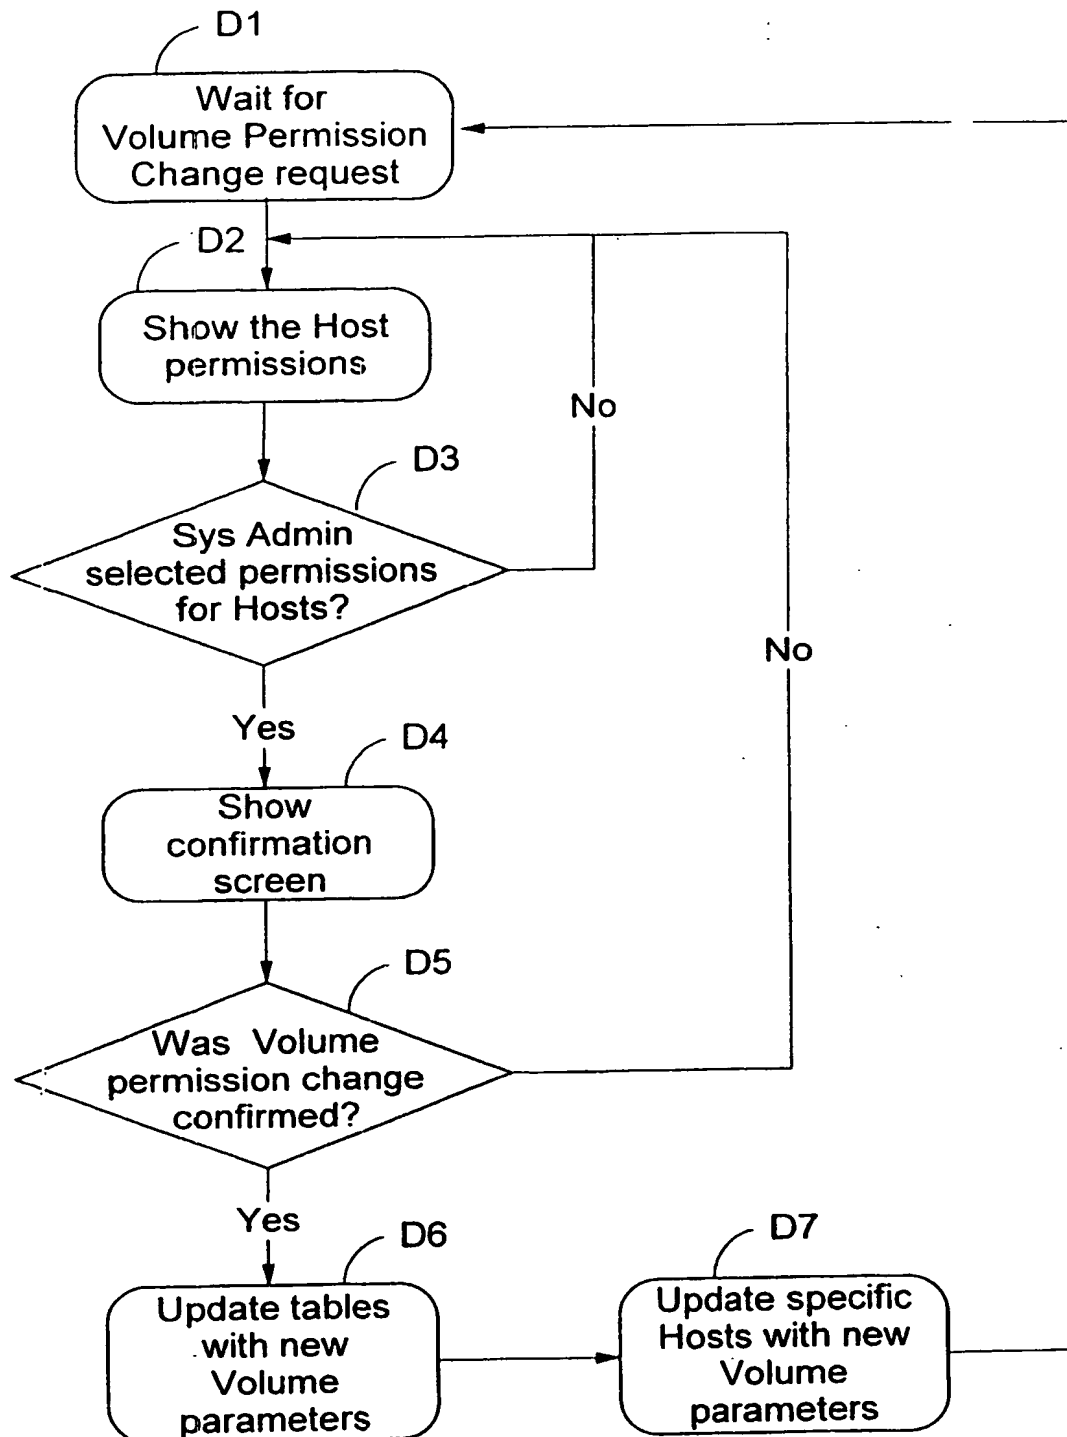 D1
Wait for
Volume Permission
Change request
D2
Show the Host
permissions
No
D3
Sys Admin
selected permissions
for Hosts?
No
Yes
D4
Show
confirmation
screen
D5
Was Volume
permission change
confirmed?
Yes
D6
Update tables
with new
Volume
parameters
D7
Update specific
Hosts with new
Volume
parameters